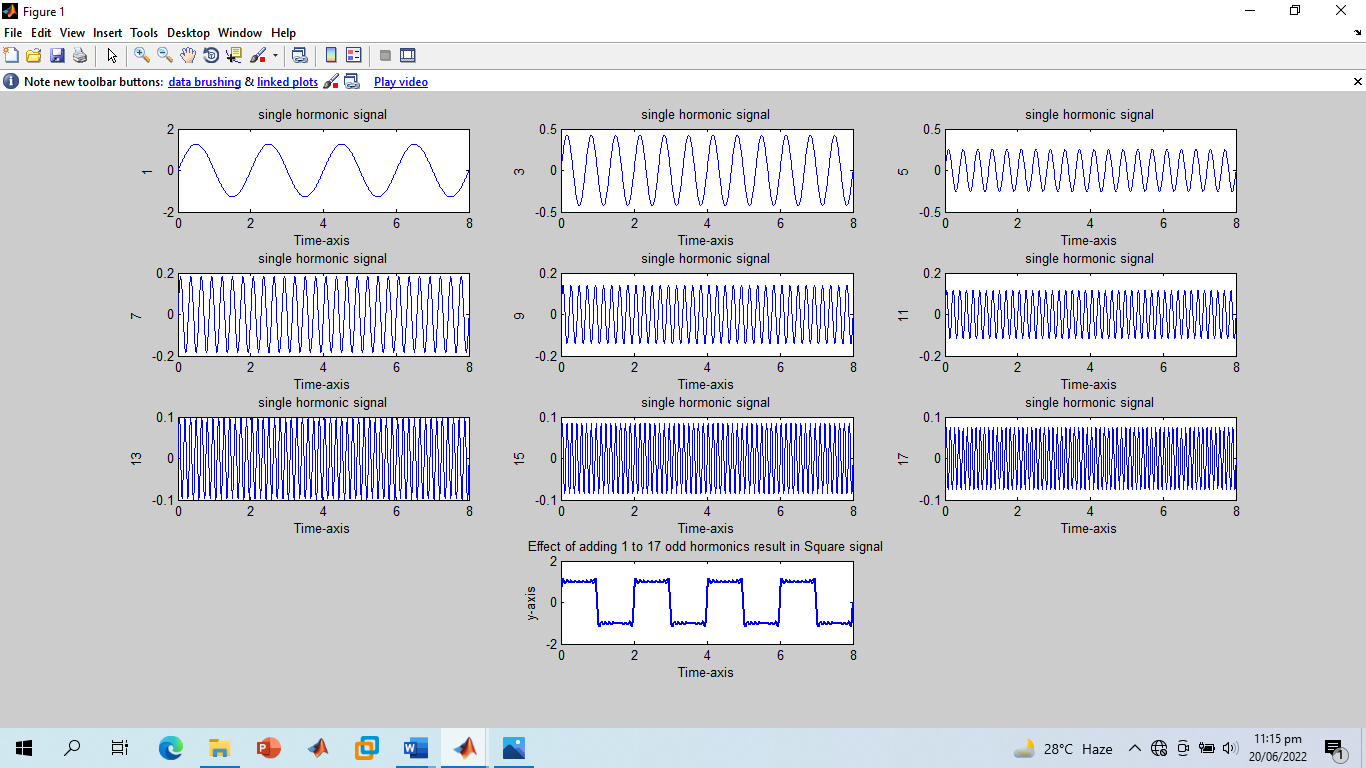 Figure 1
File Edit View Insert Tools Desktop Window Help
Note new toolbar buttons: data brushing & linked plots Play video
single hormonic signal
2
1
0
-2
0 2 4 6 8
Time-axis
single hormonic signal
0.5
3
0
-0.5
0 2 4 6 8
Time-axis
single hormonic signal
0.5
5
0
-0.5
0 2 4 6 8
Time-axis
single hormonic signal
0.2
7
0
-0.2
0 2 4 6 8
Time-axis
single hormonic signal
0.2
9
0
-0.2
0 2 4 6 8
Time-axis
single hormonic signal
0.2
11
0
-0.2
0 2 4 6 8
Time-axis
single hormonic signal
0.1
13
0
-0.1
0 2 4 6 8
Time-axis
single hormonic signal
0.1
15
0
-0.1
0 2 4 6 8
Time-axis
single hormonic signal
0.1
17
0
-0.1
0 2 4 6 8
Time-axis
Effect of adding 1 to 17 odd hormonics result in Square signal
2
y-axis
0
-2
0 2 4 6 8
Time-axis
28°C Haze
11:15 pm
20/06/2022
1